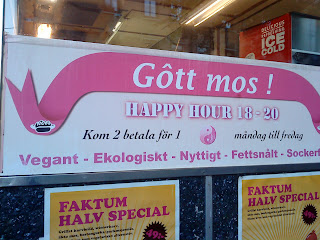 DELICIOUS
ICE
COLD
Gôtt mos !
HAPPY HOUR 18 - 20
Kom 2 betala för 1 måndag till fredag
Vegant - Ekologiskt - Nyttigt - Fettsnålt - Sockerf
FAKTUM
HALV SPECIAL
FAKTUM
HALV SPECIAL